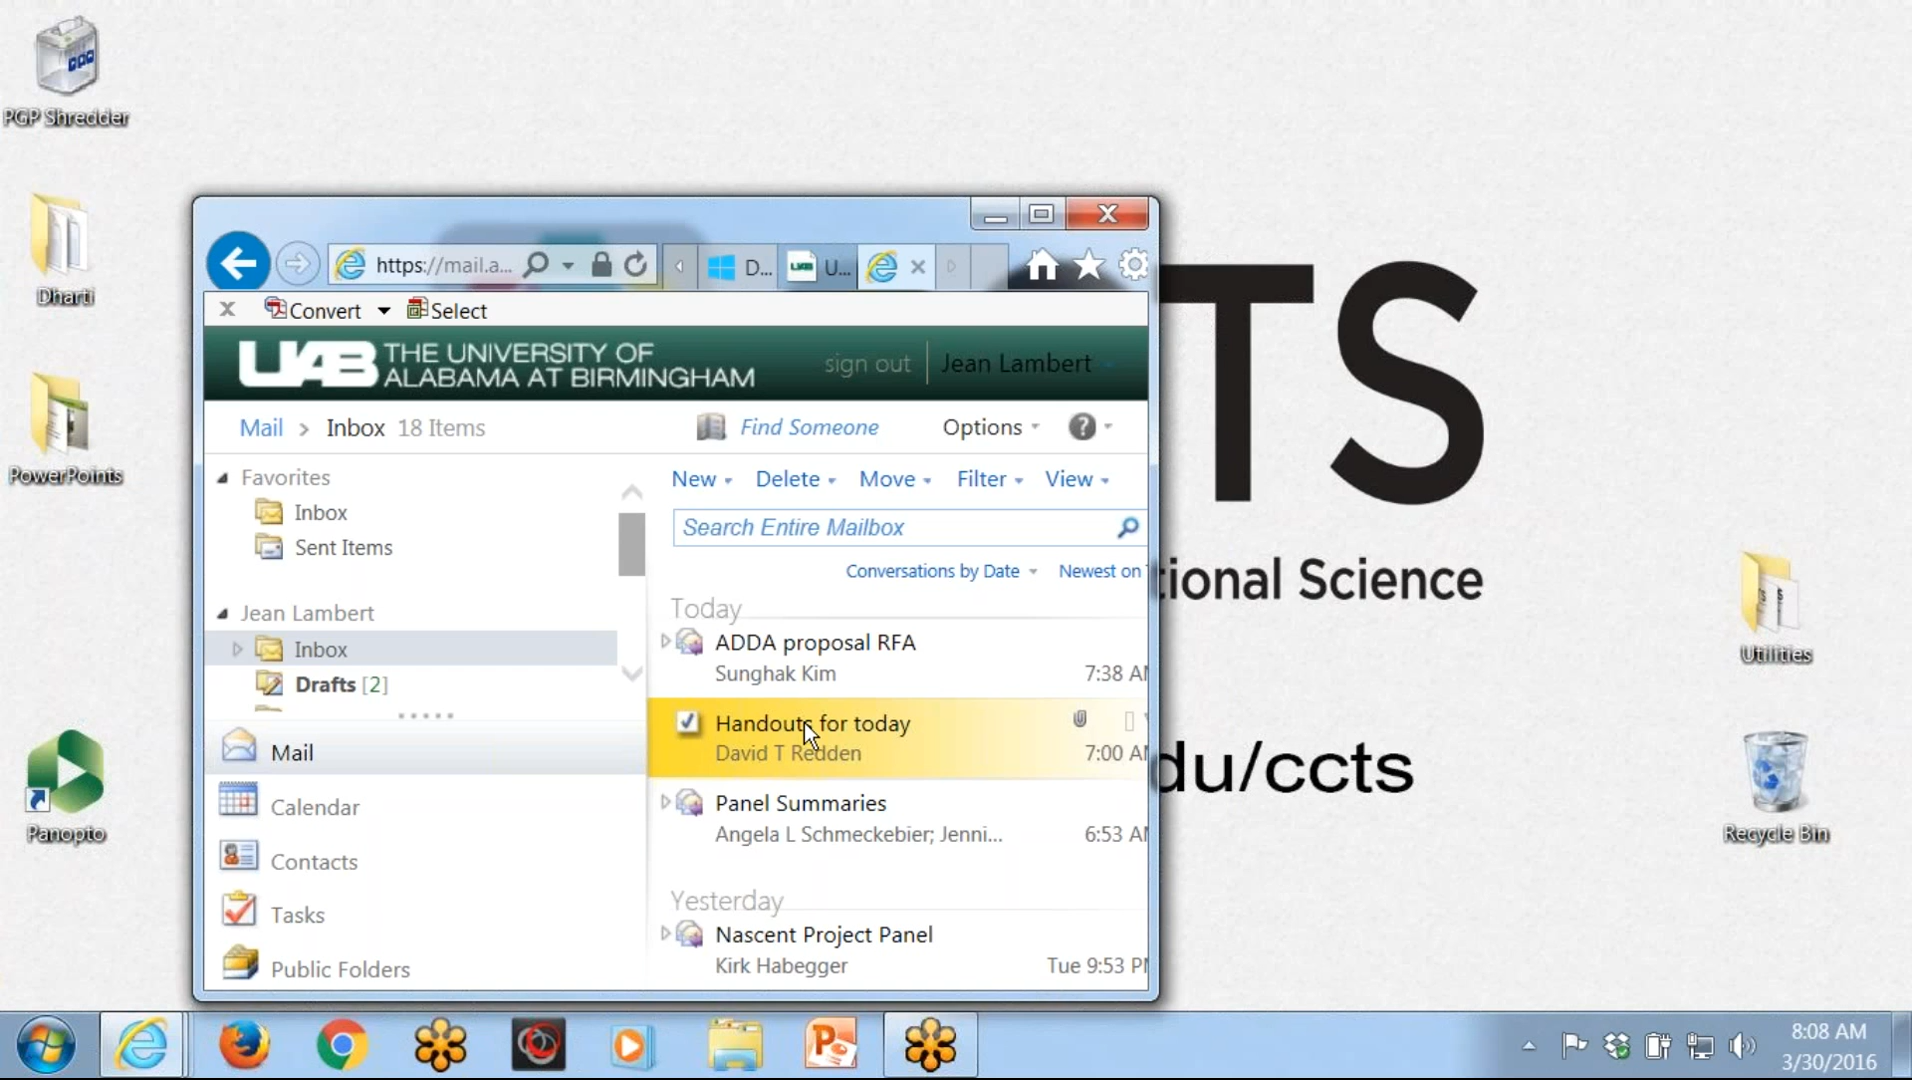 PGP Shredder
Dharti
PowerPoints
Panopto
https://mail.a...
D...
U...
Convert
Select
UAB THE UNIVERSITY OF
ALABAMA AT BIRMINGHAM
sign out
Jean Lambert
Mail > Inbox 18 Items
Find Someone
Options
Favorites
Inbox
Sent Items
Jean Lambert
Inbox
Drafts [2]
Mail
Calendar
Contacts
Tasks
Public Folders
New Delete Move Filter View
Search Entire Mailbox
Conversations by Date
Newest on
Today
ADDA proposal RFA
Sunghak Kim 7:38 AM
Handouts for today
David T Redden 7:00 AM
Panel Summaries
Angela L Schmeckebier; Jenni... 6:53 AM
Yesterday
Nascent Project Panel
Kirk Habegger Tue 9:53 PM
TS
tional Science
du/ccts
Utilities
Recycle Bin
8:08 AM
3/30/2016